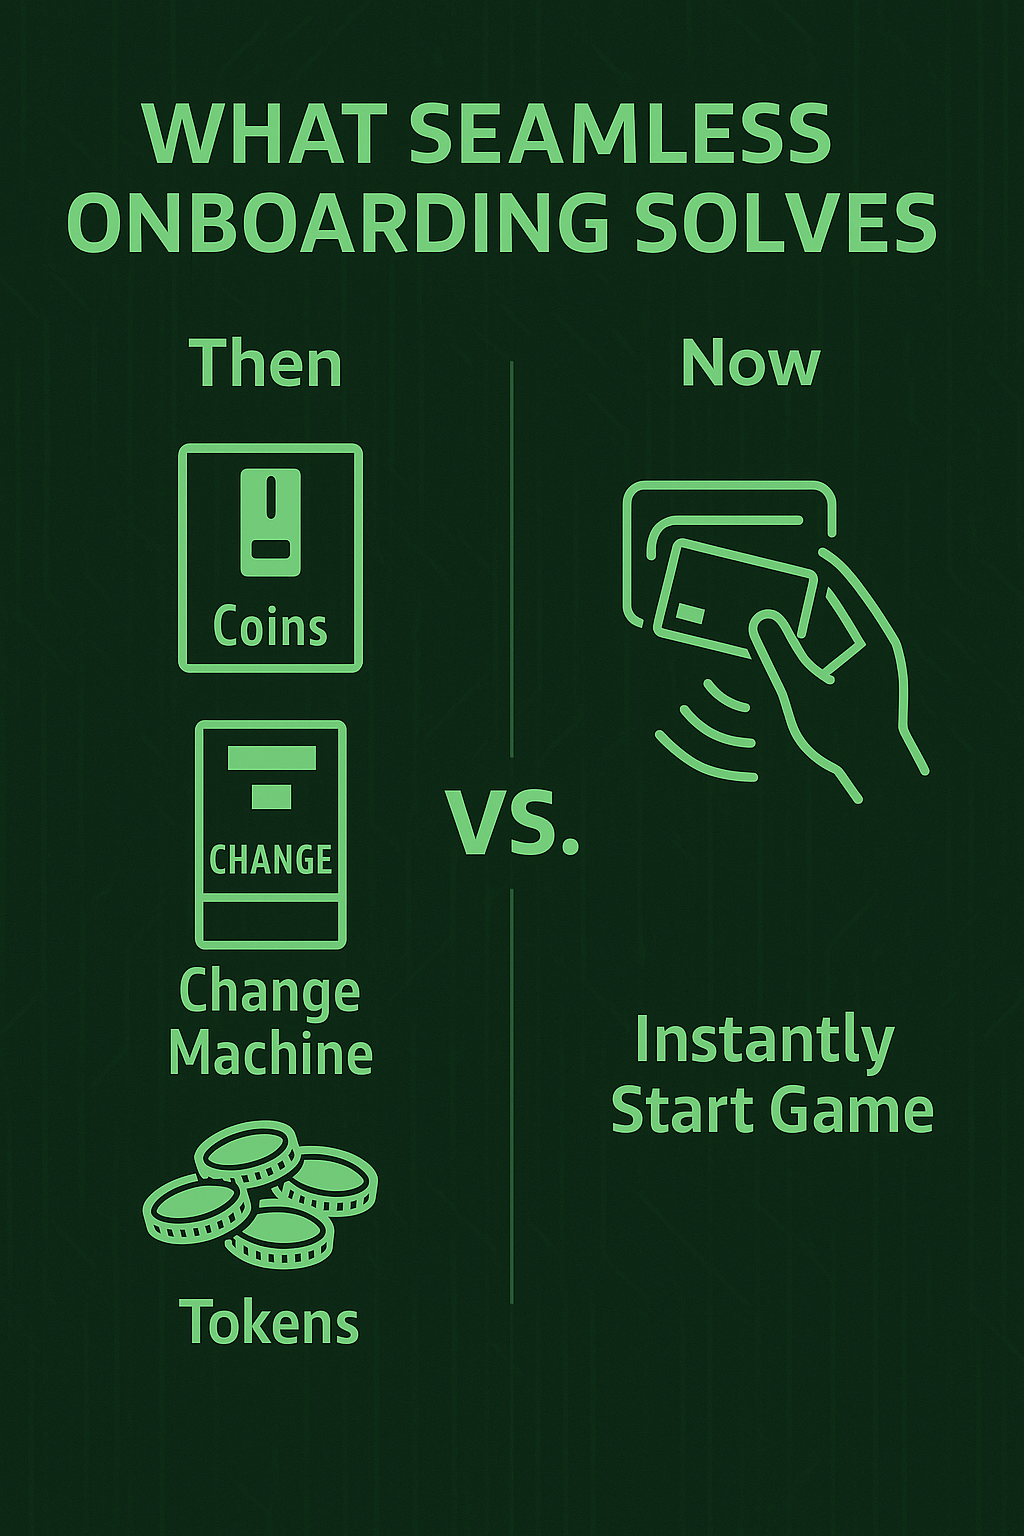 WHAT SEAMLESS
ONBOARDING SOLVES
Then
Coins
CHANGE
Change
Machine
Tokens
VS.
Now
Instantly
Start Game